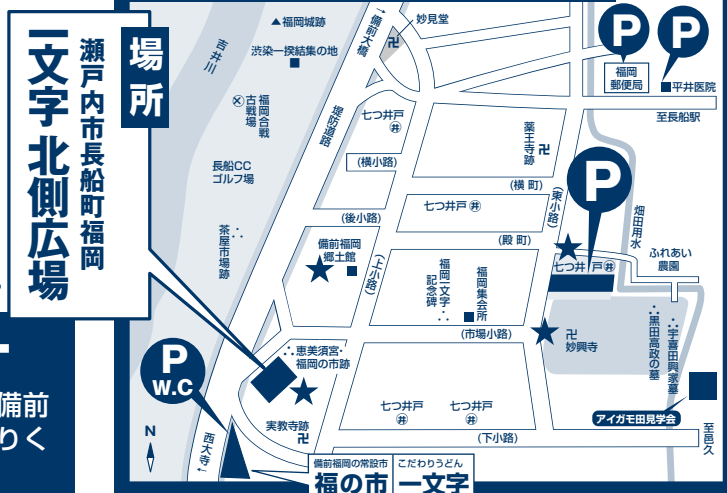 場所
瀬戸内市長船町福岡
一文字 北側広場
備前
りく
▲福岡城跡
渋染一揆結集の地
吉井川
福岡合戦
古戦場
長船CC
ゴルフ場
茶屋市場跡
↑備前大橋
妙見堂
堤防道路
七つ井戸
井
(横小路)
(後小路)
備前福岡
郷土館
(上小路)
薬王寺跡
(横町)
七つ井戸 井
(殿町)
(東小路)
福岡一文字
記念碑
福岡集会所
(市場小路)
恵美須宮・
福岡の市跡
実教寺跡
七つ井戸
井
七つ井戸
井
(下小路)
P
W.C
N
西大寺↓
備前福岡の常設市
福の市
こだわりうどん
一文字
P
福岡
郵便局
P
平井医院
至長船駅
P
畑田用水
七つ井戸 井
ふれあい
農園
妙興寺
黒田高政の墓
宇喜田興家墓
アイガモ田見学会
至邑久